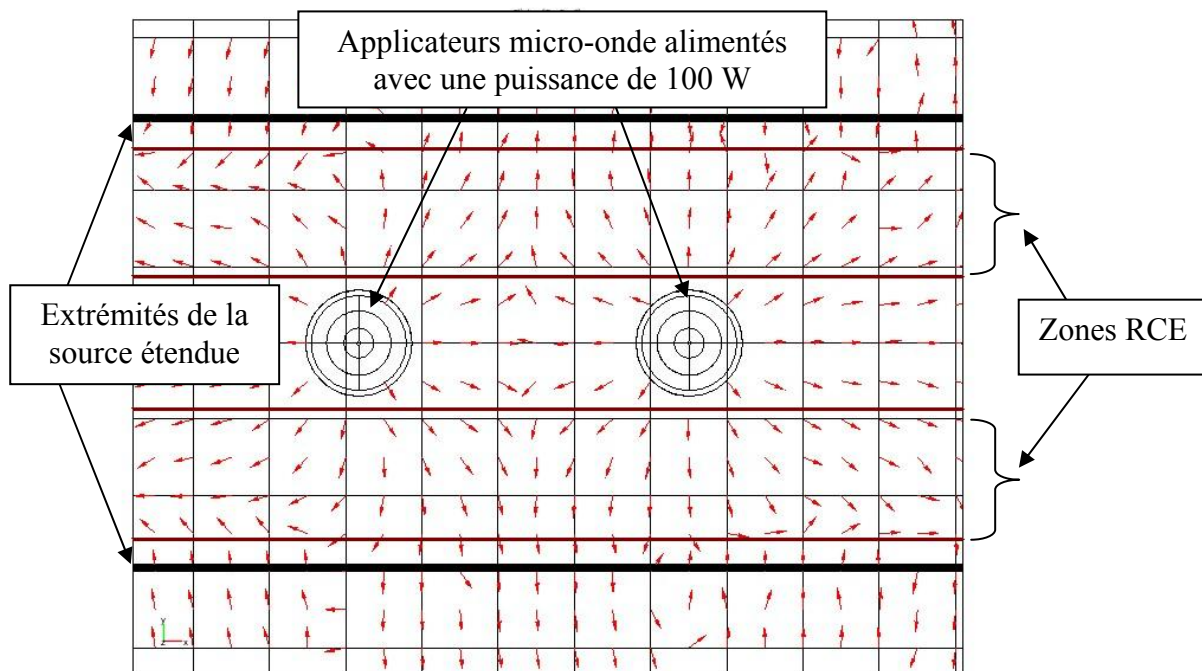 Applicateurs micro-onde alimentés
avec une puissance de 100 W
Extrémités de la
source étendue
Zones RCE
y
z x